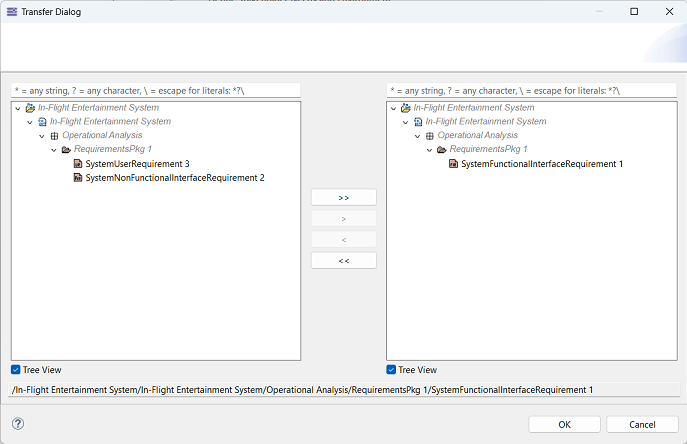 Transfer Dialog
* = any string, ? = any character, \ = escape for literals: *?\
In-Flight Entertainment System
In-Flight Entertainment System
Operational Analysis
RequirementsPkg 1
SystemUserRequirement 3
SystemNonFunctionalInterfaceRequirement 2
Tree View
>>
>
<
<<
* = any string, ? = any character, \ = escape for literals: *?\
In-Flight Entertainment System
In-Flight Entertainment System
Operational Analysis
RequirementsPkg 1
SystemFunctionalInterfaceRequirement 1
Tree View
/In-Flight Entertainment System/In-Flight Entertainment System/Operational Analysis/RequirementsPkg 1/SystemFunctionalInterfaceRequirement 1
?
OK
Cancel